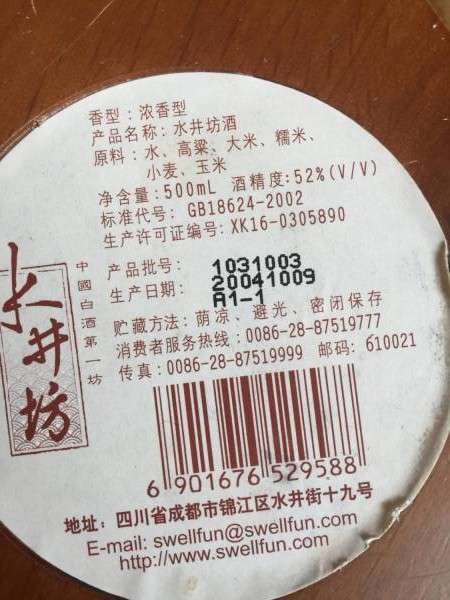 香型：浓香型
产品名称：水井坊酒
原料：水、高粱、大米、糯米、
小麦、玉米
净含量：500mL 酒精度：52%(V/V)
标准代号：GB18624-2002
生产许可证编号：XK16-0305890
产品批号：1031003
生产日期：20041009
A1-1
贮藏方法：荫凉、避光、密闭保存
消费者服务热线：0086-28-87519777
传真：0086-28-87519999 邮码：610021
水井坊
中國白酒第一坊
6 901676 529588
地址：四川省成都市锦江区水井街十九号
E-mail: swellfun@swellfun.com
http://www.swellfun.com